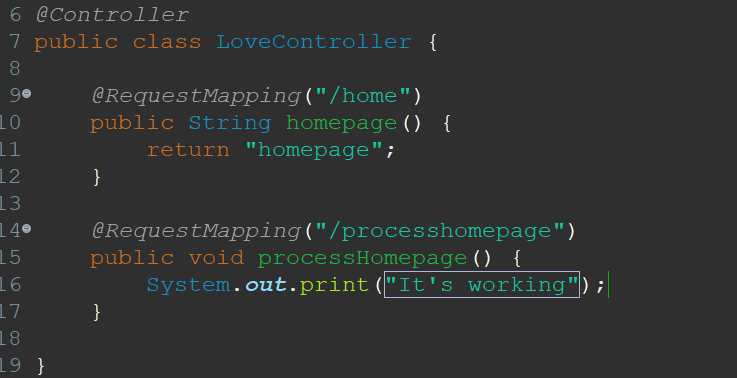 6 @Controller
7 public class LoveController {
8
9 @RequestMapping("/home")
10 public String homepage() {
11 return "homepage";
12 }
13
14 @RequestMapping("/processhomepage")
15 public void processHomepage() {
16 System.out.print("It's working");
17 }
18
19 }